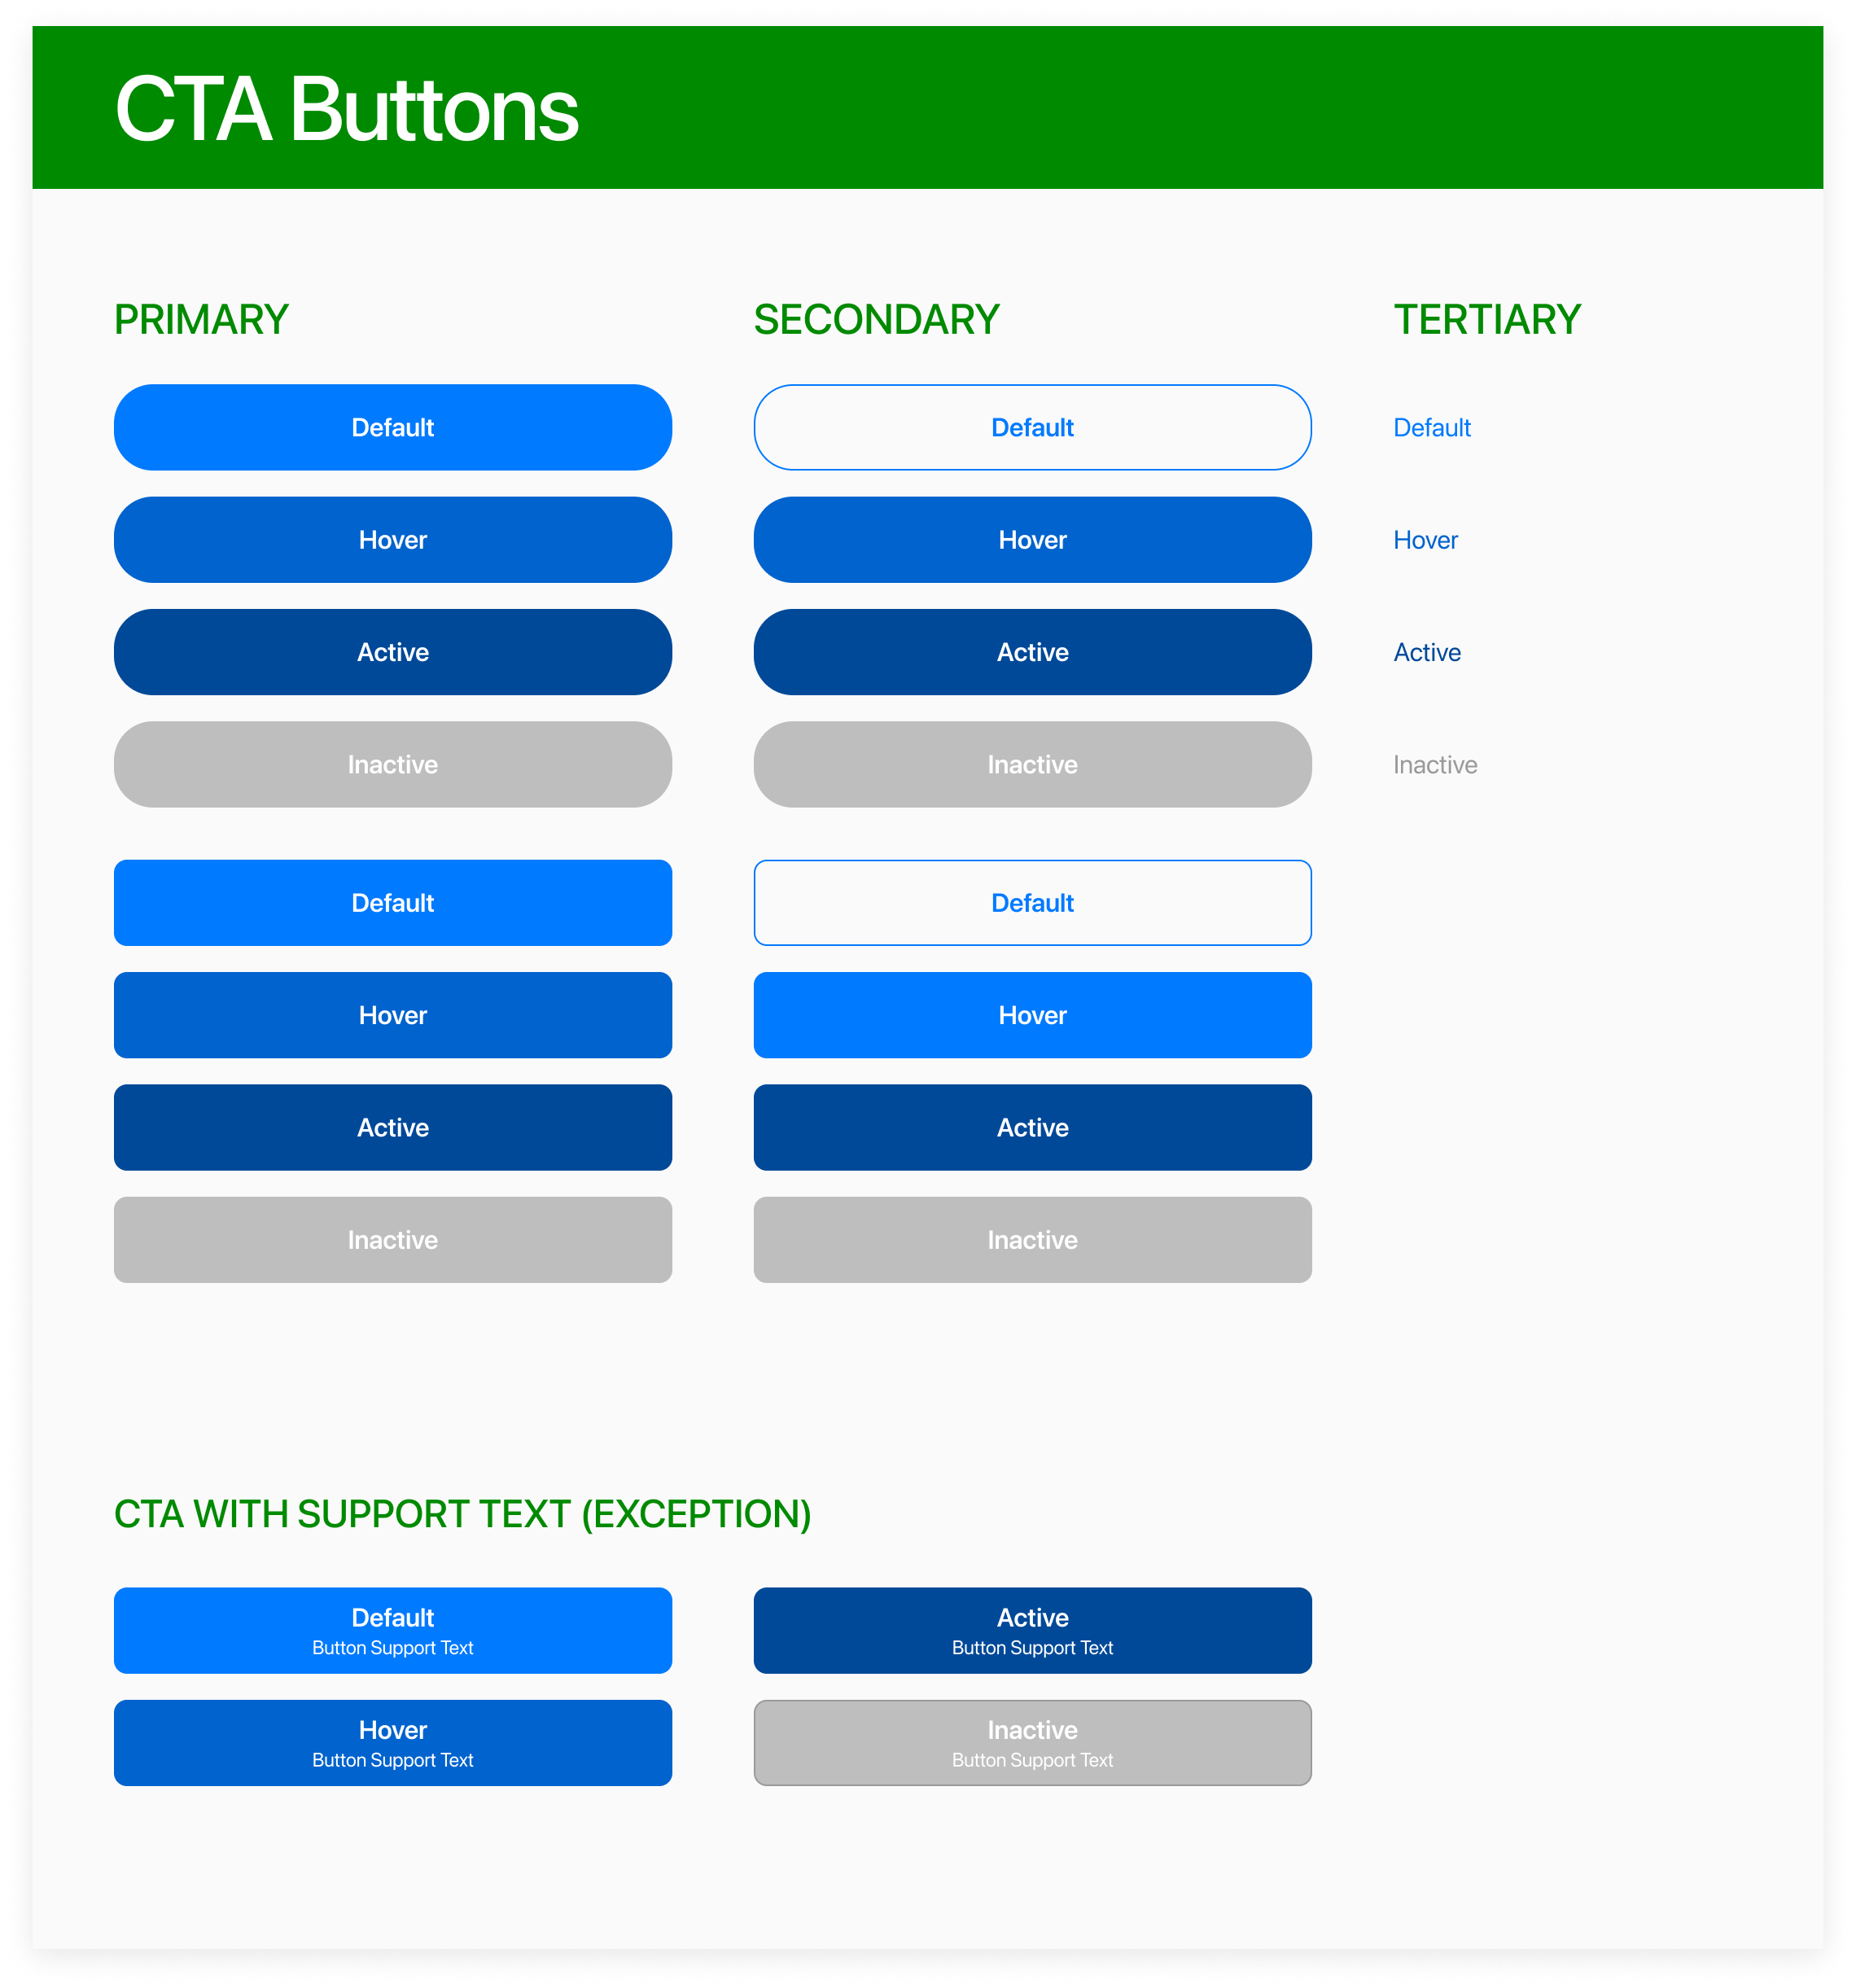 CTA Buttons
PRIMARY
SECONDARY
TERTIARY
Default
Default
Default
Hover
Hover
Hover
Active
Active
Active
Inactive
Inactive
Inactive
Default
Default
Hover
Hover
Active
Active
Inactive
Inactive
CTA WITH SUPPORT TEXT (EXCEPTION)
Default
Button Support Text
Active
Button Support Text
Hover
Button Support Text
Inactive
Button Support Text